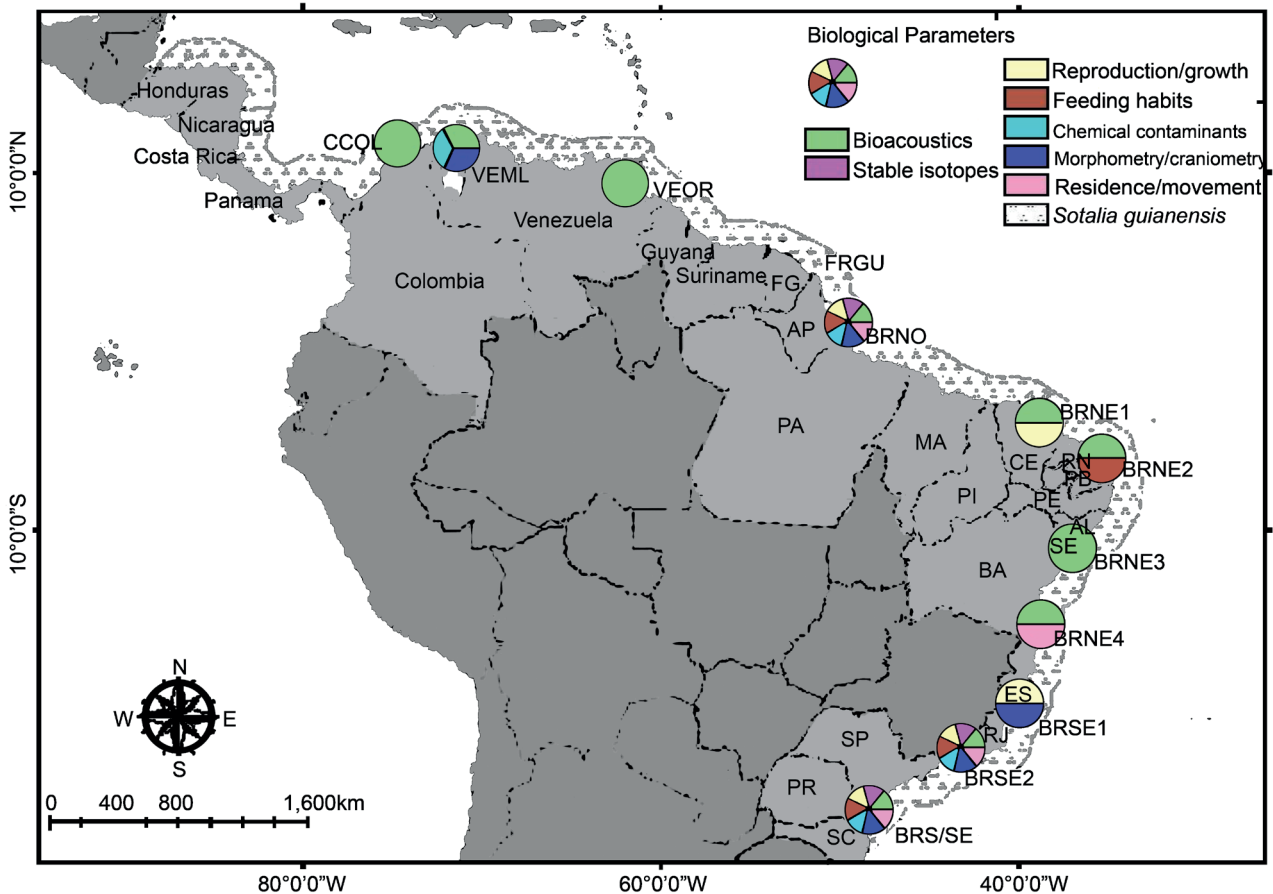 Biological Parameters
Reproduction/growth
Feeding habits
Chemical contaminants
Morphometry/craniometry
Residence/movement
Sotalia guianensis
Bioacoustics
Stable isotopes
Honduras
Nicaragua
Costa Rica
Panama
CCOL
VEML
VEOR
Venezuela
Colombia
Guyana
Suriname
FG
FRGU
AP
BRNO
PA
MA
PI
CE
RN
PB
PE
AL
SE
BA
BRNE1
BRNE2
BRNE3
BRNE4
ES
BRSE1
RJ
BRSE2
SP
PR
SC
BRS/SE
N
W
E
S
0 400 800 1,600km
10°0'0"N
10°0'0"S
80°0'0"W
60°0'0"W
40°0'0"W